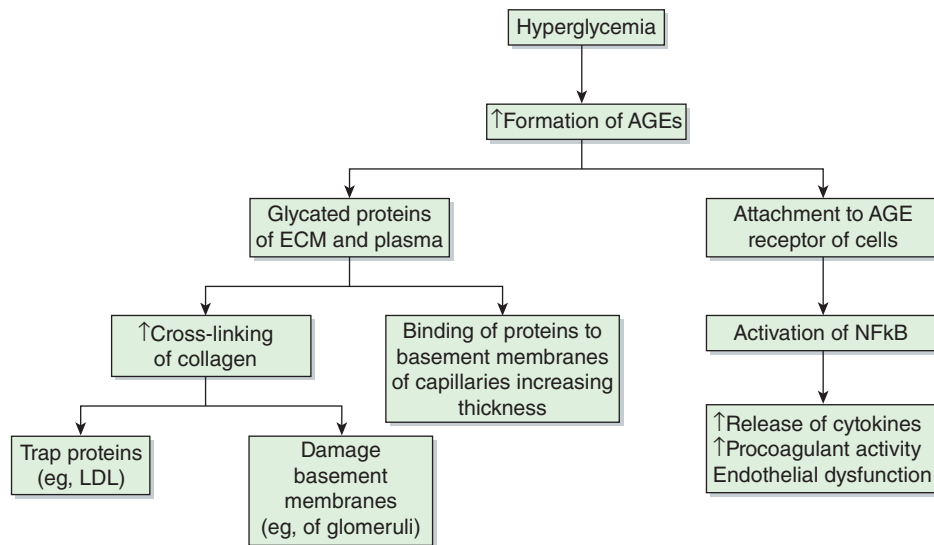 Hyperglycemia
↑Formation of AGEs
Glycated proteins
of ECM and plasma
Attachment to AGE
receptor of cells
↑Cross-linking
of collagen
Binding of proteins to
basement membranes
of capillaries increasing
thickness
Activation of NFkB
Trap proteins
(eg, LDL)
Damage
basement
membranes
(eg, of glomeruli)
↑Release of cytokines
↑Procoagulant activity
Endothelial dysfunction